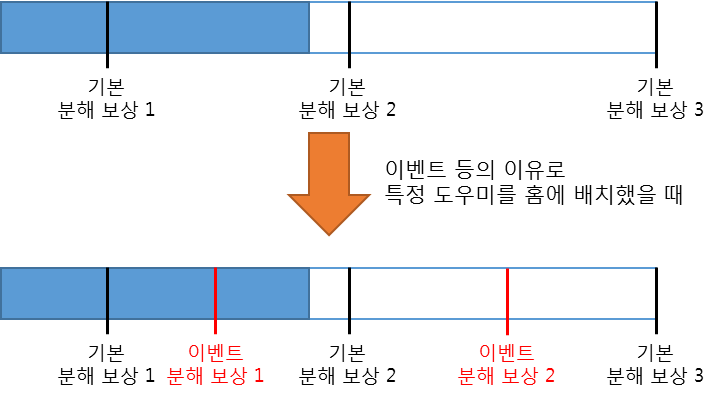 기본
분해 보상 1
기본
분해 보상 2
기본
분해 보상 3
이벤트 등의 이유로
특정 도우미를 홈에 배치했을 때
기본
분해 보상 1
이벤트
분해 보상 1
기본
분해 보상 2
이벤트
분해 보상 2
기본
분해 보상 3